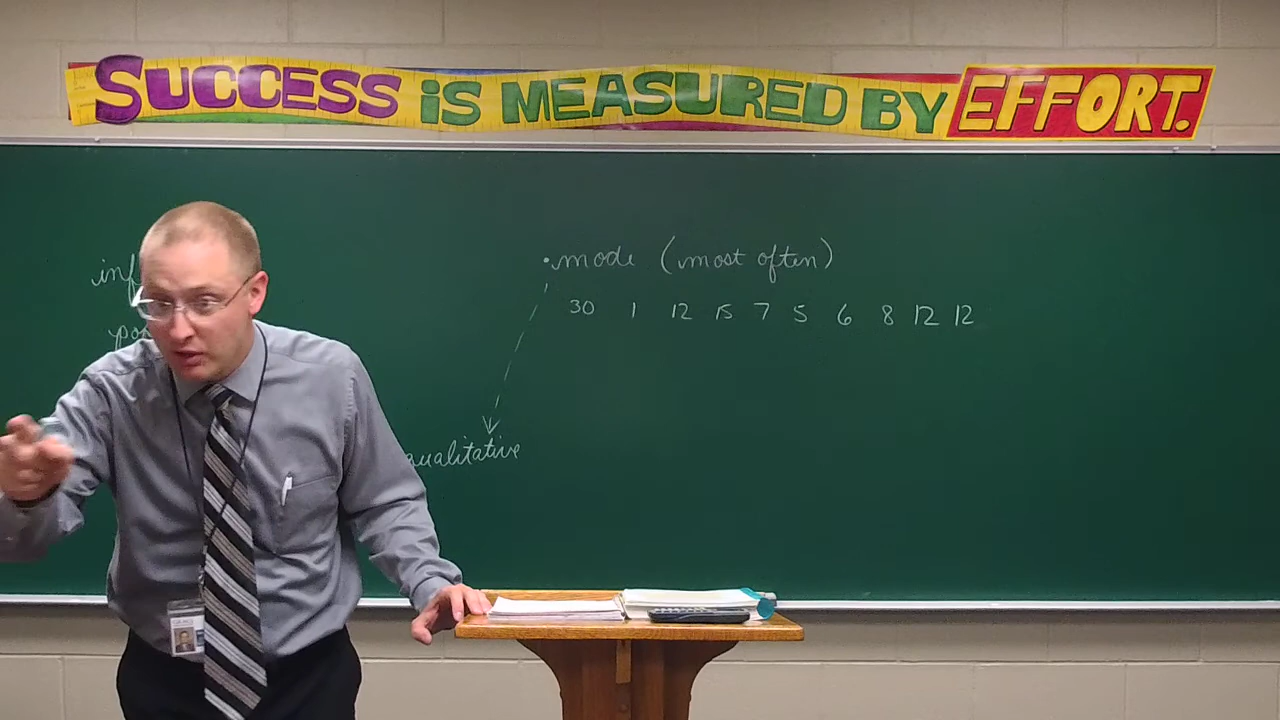 SUCCESS IS MEASURED BY EFFORT.
• mode (most often)
30 1 12 15 7 5 6 8 12 12
qualitative